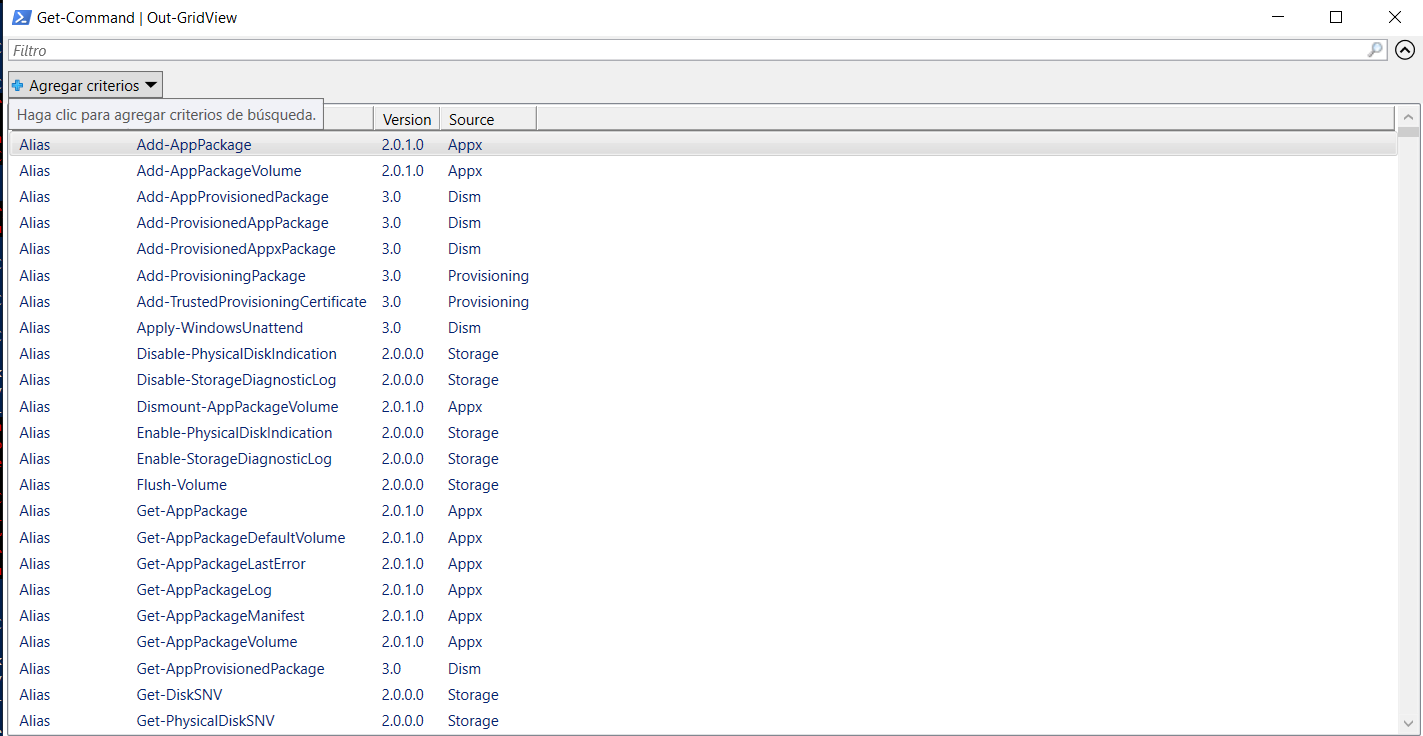 Get-Command | Out-GridView
Filtro
Agregar criterios
Haga clic para agregar criterios de búsqueda.
Version Source
Alias Add-AppPackage 2.0.1.0 Appx
Alias Add-AppPackageVolume 2.0.1.0 Appx
Alias Add-AppProvisionedPackage 3.0 Dism
Alias Add-ProvisionedAppPackage 3.0 Dism
Alias Add-ProvisionedAppxPackage 3.0 Dism
Alias Add-ProvisioningPackage 3.0 Provisioning
Alias Add-TrustedProvisioningCertificate 3.0 Provisioning
Alias Apply-WindowsUnattend 3.0 Dism
Alias Disable-PhysicalDiskIndication 2.0.0.0 Storage
Alias Disable-StorageDiagnosticLog 2.0.0.0 Storage
Alias Dismount-AppPackageVolume 2.0.1.0 Appx
Alias Enable-PhysicalDiskIndication 2.0.0.0 Storage
Alias Enable-StorageDiagnosticLog 2.0.0.0 Storage
Alias Flush-Volume 2.0.0.0 Storage
Alias Get-AppPackage 2.0.1.0 Appx
Alias Get-AppPackageDefaultVolume 2.0.1.0 Appx
Alias Get-AppPackageLastError 2.0.1.0 Appx
Alias Get-AppPackageLog 2.0.1.0 Appx
Alias Get-AppPackageManifest 2.0.1.0 Appx
Alias Get-AppPackageVolume 2.0.1.0 Appx
Alias Get-AppProvisionedPackage 3.0 Dism
Alias Get-DiskSNV 2.0.0.0 Storage
Alias Get-PhysicalDiskSNV 2.0.0.0 Storage